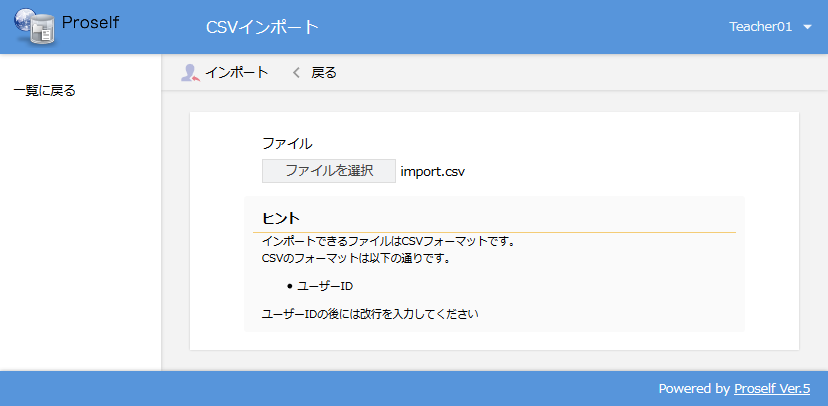 Proself
CSVインポート
Teacher01
一覧に戻る
インポート
戻る
ファイル
ファイルを選択 import.csv
ヒント
インポートできるファイルはCSVフォーマットです。
CSVのフォーマットは以下の通りです。
• ユーザーID
ユーザーIDの後には改行を入力してください
Powered by Proself Ver.5